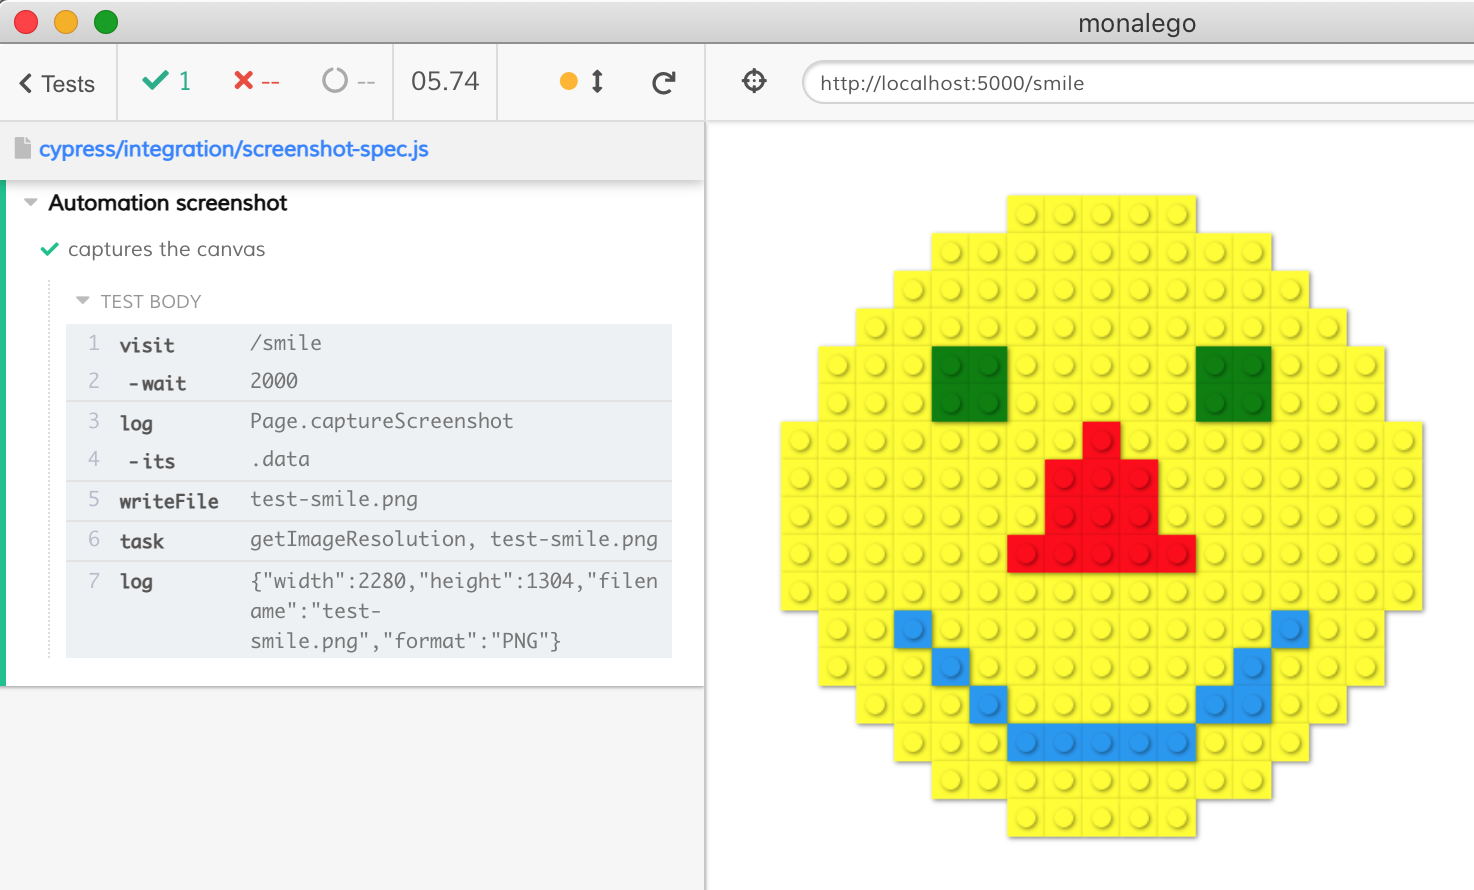 monalego
Tests
1
--
--
05.74
http://localhost:5000/smile
cypress/integration/screenshot-spec.js
Automation screenshot
captures the canvas
TEST BODY
1 visit /smile
2 -wait 2000
3 log Page.captureScreenshot
4 -its .data
5 writeFile test-smile.png
6 task getImageResolution, test-smile.png
7 log {"width":2280,"height":1304,"filen
ame":"test-
smile.png","format":"PNG"}